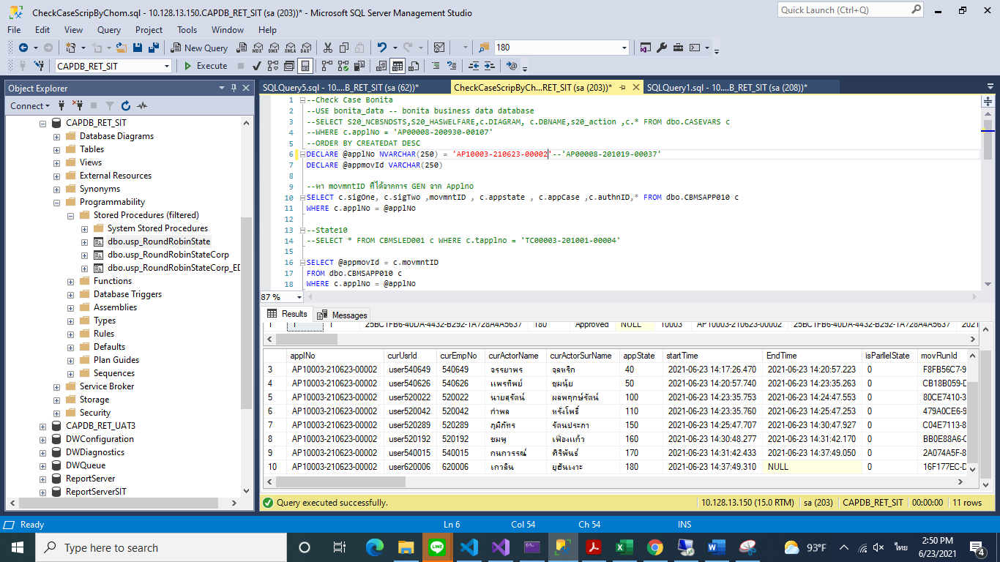 CheckCaseScripByChom.sql - 10.128.13.150.CAPDB_RET_SIT (sa (203))* - Microsoft SQL Server Management Studio
Quick Launch (Ctrl+Q)
File Edit View Query Project Tools Window Help
New Query MDX DMX XMLA DAX 180
CAPDB_RET_SIT Execute
Object Explorer
Connect
CAPDB_RET_SIT
Database Diagrams
Tables
Views
External Resources
Synonyms
Programmability
Stored Procedures (filtered)
System Stored Procedures
dbo.usp_RoundRobinState
dbo.usp_RoundRobinStateCorp
dbo.usp_RoundRobinStateCorp_ED
Functions
Database Triggers
Assemblies
Types
Rules
Defaults
Plan Guides
Sequences
Service Broker
Storage
Security
CAPDB_RET_UAT3
DWConfiguration
DWDiagnostics
DWQueue
ReportServer
ReportServerSIT
SQLQuery5.sql - 10....B_RET_SIT (sa (62))* CheckCaseScripByCh...RET_SIT (sa (203))* SQLQuery1.sql - 10....B_RET_SIT (sa (208))*
1 --Check Case Bonita
2 --USE bonita_data -- bonita business data database
3 --SELECT S20_NCBSNDSTS,S20_HASWELFARE,c.DIAGRAM, c.DBNAME,s20_action ,c.* FROM dbo.CASEVARS c
4 --WHERE c.applNo = 'AP00008-200930-00107'
5 --ORDER BY CREATEDAT DESC
6 DECLARE @applNo NVARCHAR(250) = 'AP10003-210623-00002'--'AP00008-201019-00037'
7 DECLARE @appmovId VARCHAR(250)
8
9 --หา movmntID ที่ได้จากการ GEN จาก Applno
10 SELECT c.sigOne, c.sigTwo ,movmntID , c.appstate , c.appCase ,c.authnID,* FROM dbo.CBMSAPP010 c
11 WHERE c.applNo = @applNo
12
13 --State10
14 --SELECT * FROM CBMSLED001 c WHERE c.tapplno = 'TC00003-201001-00004'
15
16 SELECT @appmovId = c.movmntID
17 FROM dbo.CBMSAPP010 c
18 WHERE c.applNo = @applNo
87 %
Results Messages
1 1 1 25BC1FB6-40DA-4432-B292-1A728A4A5637 180 Approved NULL 10003 AP10003-210623-00002 25BC1FB6-40DA-4432-B292-1A728A4A5637 2021
applNo curUsrId curEmpNo curActorName curActorSurName appState startTime EndTime isParllelState movRunId
3 AP10003-210623-00002 user540649 540649 จรรยาพร จุลหริก 40 2021-06-23 14:17:26.470 2021-06-23 14:20:57.223 0 F8FB56C7-9
4 AP10003-210623-00002 user540626 540626 แพรทิพย์ ชุมนุ้ย 50 2021-06-23 14:20:57.740 2021-06-23 14:23:35.263 0 CB18B059-D
5 AP10003-210623-00002 user520022 520022 นายสุรัตน์ ผลพฤกษ์รัตน์ 100 2021-06-23 14:23:35.753 2021-06-23 14:24:47.553 0 80CE7410-3
6 AP10003-210623-00002 user520042 520042 กำพล หรั่งโพธิ์ 110 2021-06-23 14:23:35.760 2021-06-23 14:25:47.253 0 479A0CE6-9
7 AP10003-210623-00002 user520289 520289 ภูมิภัทร รัตนประภา 150 2021-06-23 14:25:47.707 2021-06-23 14:30:47.927 0 C04E7113-8
8 AP10003-210623-00002 user520192 520192 ชมพู เฟื่องแก้ว 160 2021-06-23 14:30:48.277 2021-06-23 14:31:42.170 0 BB0E88A6-C
9 AP10003-210623-00002 user540015 540015 กนกวรรณ์ ศิริพันธ์ 170 2021-06-23 14:31:42.433 2021-06-23 14:37:49.050 0 2A074A5F-8
10 AP10003-210623-00002 user620006 620006 เกวลิน ยูฮันเงาะ 180 2021-06-23 14:37:49.310 NULL 0 16F177EC-D
Query executed successfully. 10.128.13.150 (15.0 RTM) sa (203) CAPDB_RET_SIT 00:00:00 11 rows
Ready Ln 6 Col 54 Ch 54 INS
Type here to search LINE 93°F ไทย 2:50 PM
6/23/2021 4